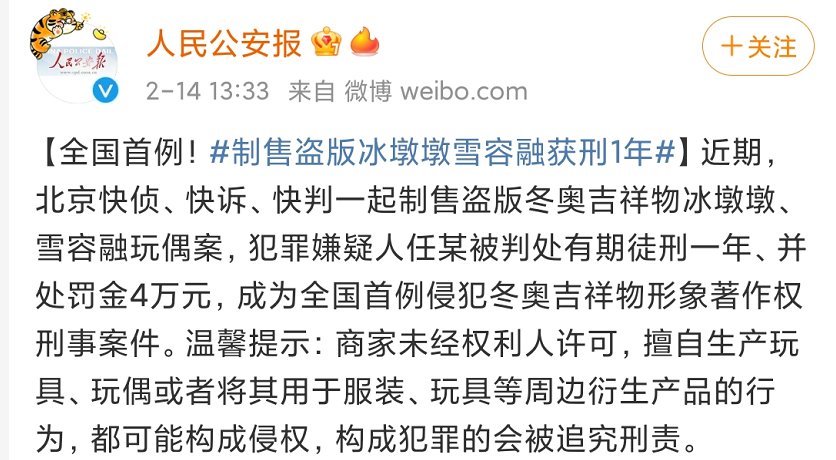 人民公安报
人民公安报
2-14 13:33 来自 微博 weibo.com
+关注
【全国首例！#制售盗版冰墩墩雪容融获刑1年#】近期，
北京快侦、快诉、快判一起制售盗版冬奥吉祥物冰墩墩、
雪容融玩偶案，犯罪嫌疑人任某被判处有期徒刑一年、并
处罚金4万元，成为全国首例侵犯冬奥吉祥物形象著作权
刑事案件。温馨提示：商家未经权利人许可，擅自生产玩
具、玩偶或者将其用于服装、玩具等周边衍生产品的行
为，都可能构成侵权，构成犯罪的会被追究刑责。